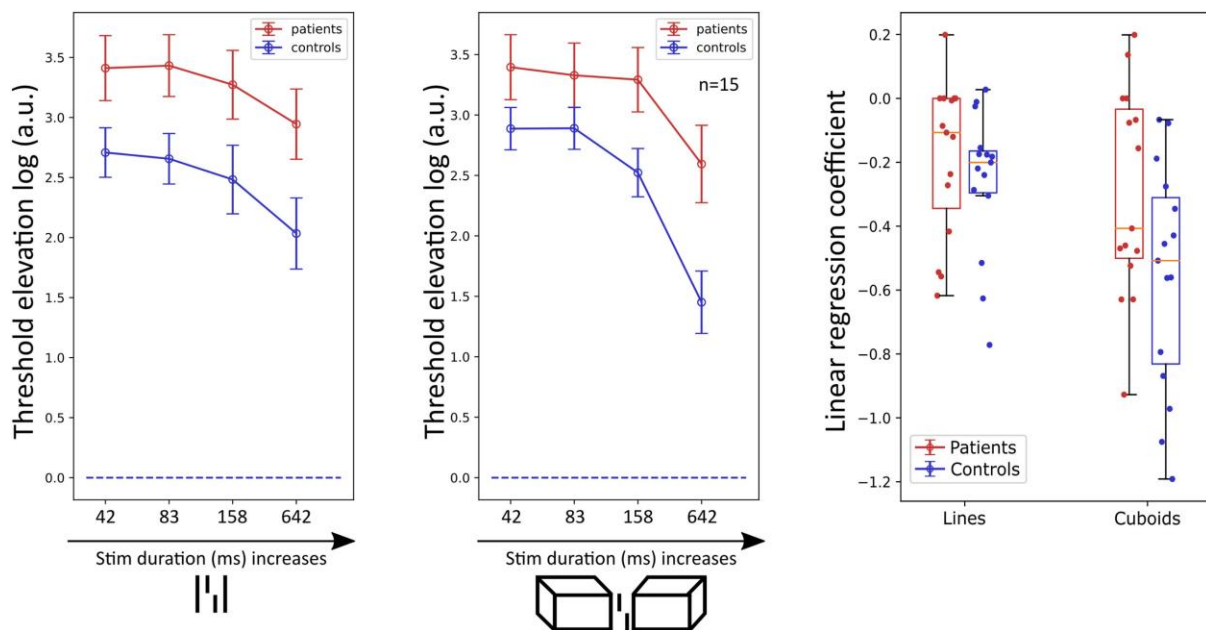 Threshold elevation log (a.u.)
3.5
3.0
2.5
2.0
1.5
1.0
0.5
0.0
patients
controls
42 83 158 642
Stim duration (ms) increases
Threshold elevation log (a.u.)
3.5
3.0
2.5
2.0
1.5
1.0
0.5
0.0
patients
controls
n=15
42 83 158 642
Stim duration (ms) increases
Linear regression coefficient
0.2
0.0
−0.2
−0.4
−0.6
−0.8
−1.0
−1.2
Patients
Controls
Lines Cuboids